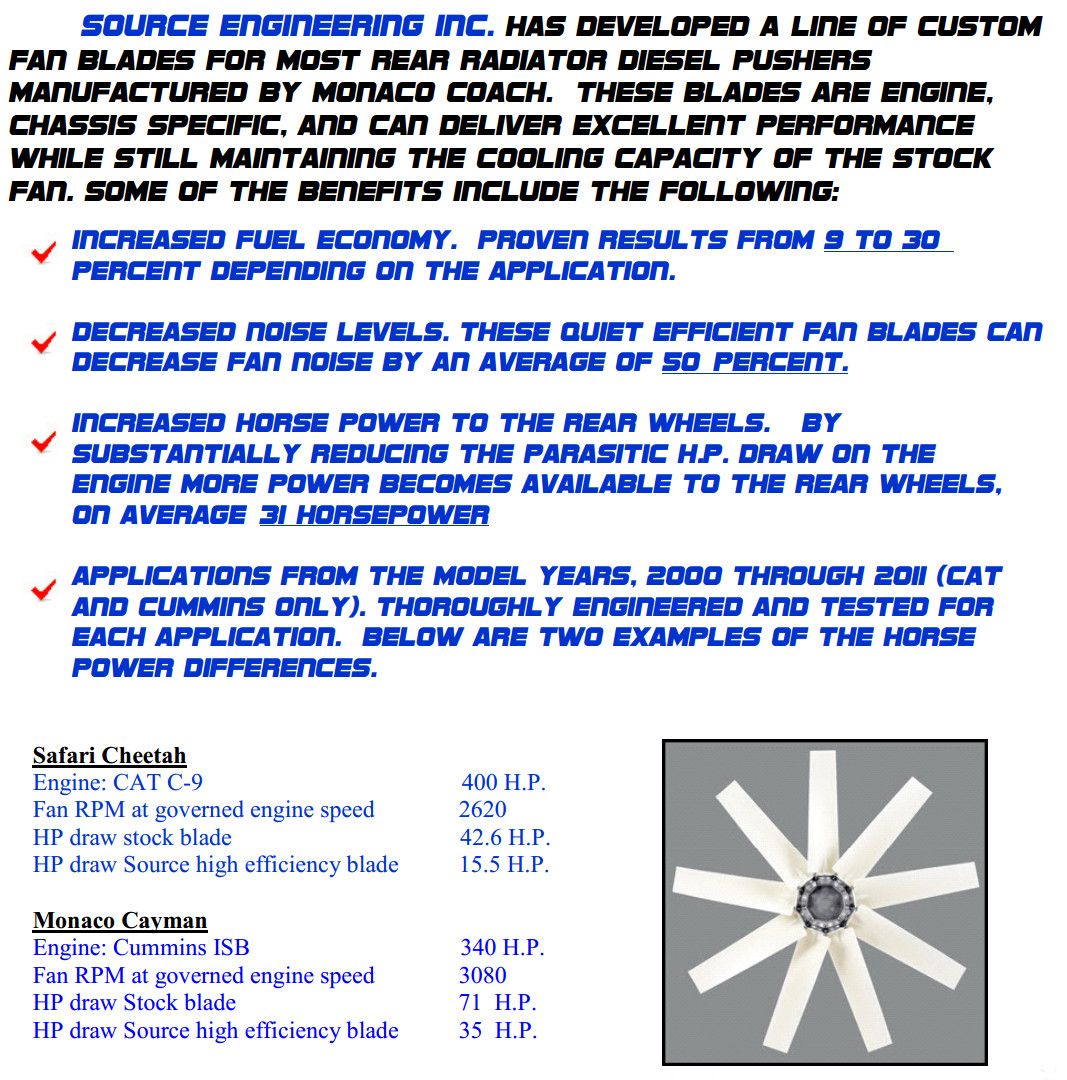 SOURCE ENGINEERING INC. HAS DEVELOPED A LINE OF CUSTOM
FAN BLADES FOR MOST REAR RADIATOR DIESEL PUSHERS
MANUFACTURED BY MONACO COACH. THESE BLADES ARE ENGINE,
CHASSIS SPECIFIC, AND CAN DELIVER EXCELLENT PERFORMANCE
WHILE STILL MAINTAINING THE COOLING CAPACITY OF THE STOCK
FAN. SOME OF THE BENEFITS INCLUDE THE FOLLOWING:
INCREASED FUEL ECONOMY. PROVEN RESULTS FROM 9 TO 30
PERCENT DEPENDING ON THE APPLICATION.
DECREASED NOISE LEVELS. THESE QUIET EFFICIENT FAN BLADES CAN
DECREASE FAN NOISE BY AN AVERAGE OF 50 PERCENT.
INCREASED HORSE POWER TO THE REAR WHEELS. BY
SUBSTANTIALLY REDUCING THE PARASITIC H.P. DRAW ON THE
ENGINE MORE POWER BECOMES AVAILABLE TO THE REAR WHEELS,
ON AVERAGE 31 HORSEPOWER
APPLICATIONS FROM THE MODEL YEARS, 2000 THROUGH 2011 (CAT
AND CUMMINS ONLY). THOROUGHLY ENGINEERED AND TESTED FOR
EACH APPLICATION. BELOW ARE TWO EXAMPLES OF THE HORSE
POWER DIFFERENCES.
Safari Cheetah
Engine: CAT C-9 400 H.P.
Fan RPM at governed engine speed 2620
HP draw stock blade 42.6 H.P.
HP draw Source high efficiency blade 15.5 H.P.
Monaco Cayman
Engine: Cummins ISB 340 H.P.
Fan RPM at governed engine speed 3080
HP draw Stock blade 71 H.P.
HP draw Source high efficiency blade 35 H.P.